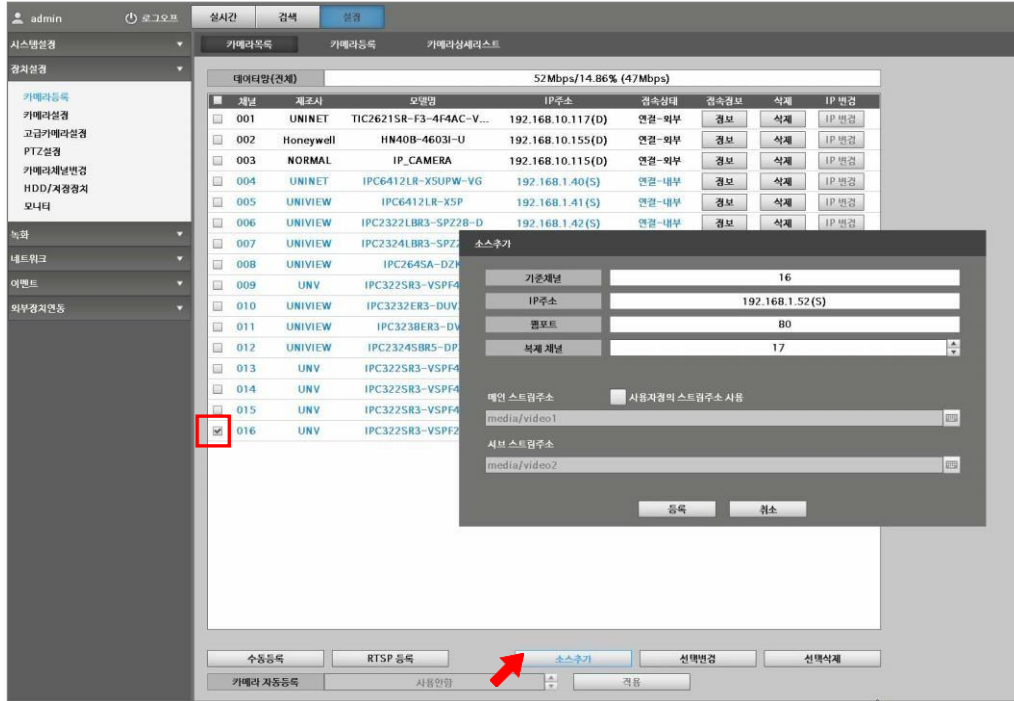 admin 로그오프 실시간 검색 설정
시스템설정
장치설정
카메라등록
카메라설정
고급카메라설정
PTZ설정
카메라채널변경
HDD/저장장치
모니터
녹화
네트워크
이벤트
외부장치연동
카메라목록 카메라등록 카메라상세리스트
데이터양(전체) 52Mbps/14.86% (47Mbps)
채널 제조사 모델명 IP주소 접속상태 접속정보 삭제 IP 변경
001 UNINET TIC2621SR-F3-4F4AC-V... 192.168.10.117(D) 연결-외부 정보 삭제 IP 변경
002 Honeywell HN40B-4603I-U 192.168.10.155(D) 연결-외부 정보 삭제 IP 변경
003 NORMAL IP_CAMERA 192.168.10.115(D) 연결-외부 정보 삭제 IP 변경
004 UNINET IPC6412LR-X5UPW-VG 192.168.1.40(S) 연결-내부 정보 삭제 IP 변경
005 UNIVIEW IPC6412LR-X5P 192.168.1.41(S) 연결-내부 정보 삭제 IP 변경
006 UNIVIEW IPC2322LBR3-SPZ28-D 192.168.1.42(S) 연결-내부 정보 삭제 IP 변경
007 UNIVIEW IPC2324LBR3-SPZ2
008 UNIVIEW IPC264SA-DZK
009 UNV IPC322SR3-VSPF4
010 UNIVIEW IPC3232ER3-DUV
011 UNIVIEW IPC3238ER3-DV
012 UNIVIEW IPC2324SBR5-DP
013 UNV IPC322SR3-VSPF4
014 UNV IPC322SR3-VSPF4
015 UNV IPC322SR3-VSPF4
016 UNV IPC322SR3-VSPF2
소스추가
기준채널 16
IP주소 192.168.1.52(S)
웹포트 80
복제 채널 17
메인 스트림주소 사용자정의 스트림주소 사용
media/video1
서브 스트림주소
media/video2
등록 취소
수동등록 RTSP 등록 소스추가 선택변경 선택삭제
카메라 자동등록 사용안함 적용